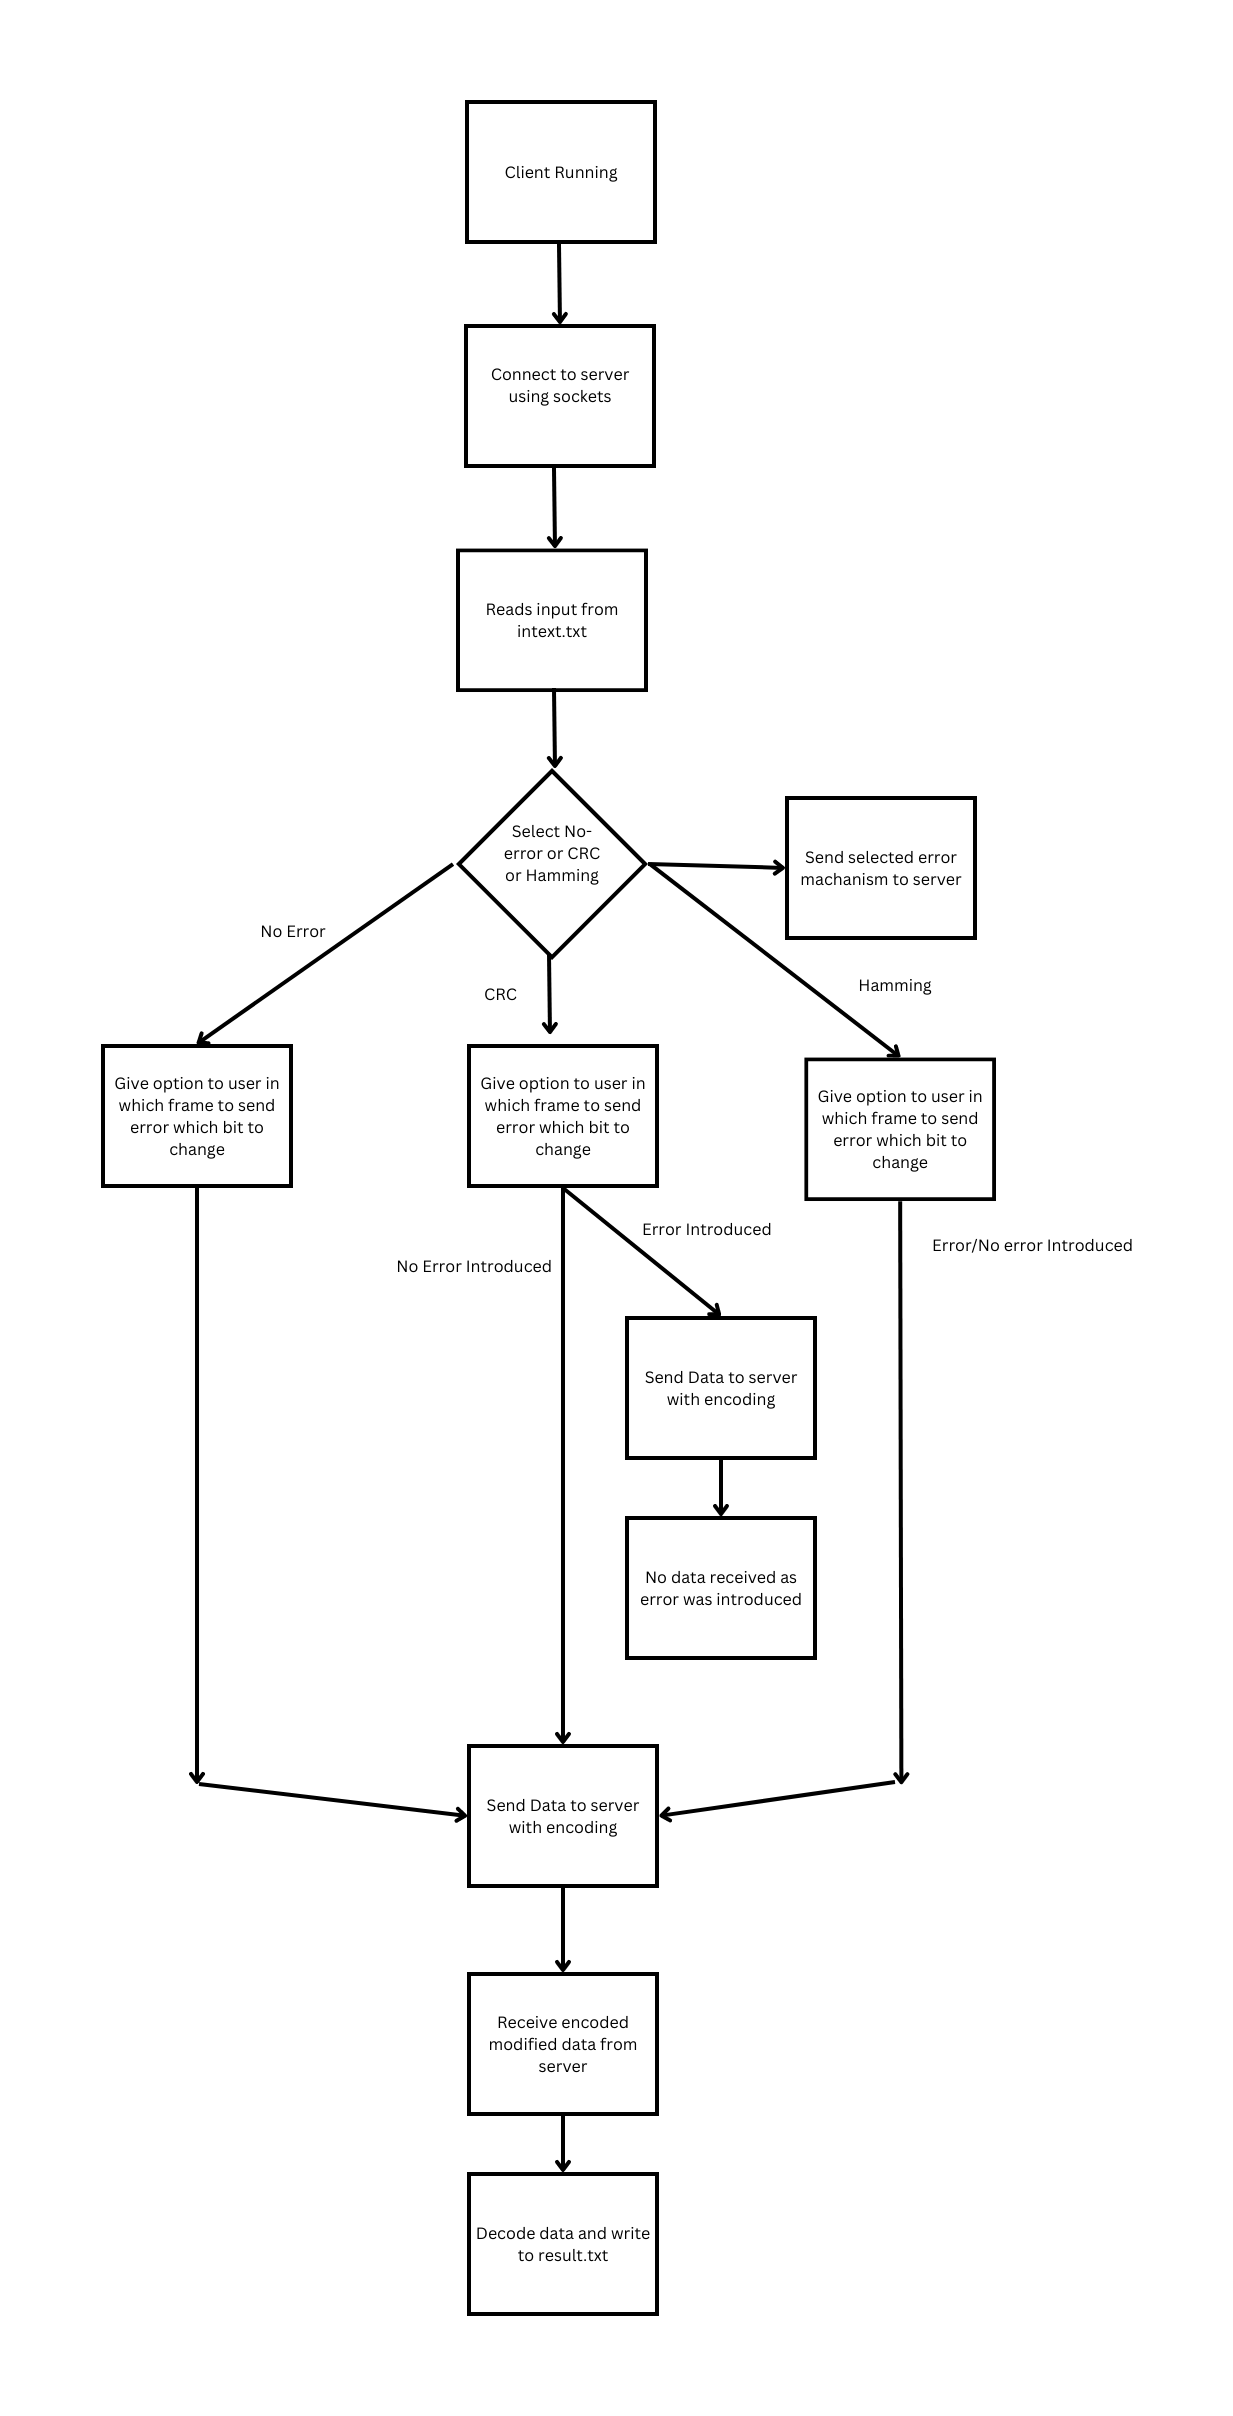 Client Running
Connect to server
using sockets
Reads input from
intext.txt
Select No-
error or CRC
or Hamming
Send selected error
machanism to server
No Error
CRC
Hamming
Give option to user in
which frame to send
error which bit to
change
Give option to user in
which frame to send
error which bit to
change
Give option to user in
which frame to send
error which bit to
change
No Error Introduced
Error Introduced
Error/No error Introduced
Send Data to server
with encoding
No data received as
error was introduced
Send Data to server
with encoding
Receive encoded
modified data from
server
Decode data and write
to result.txt